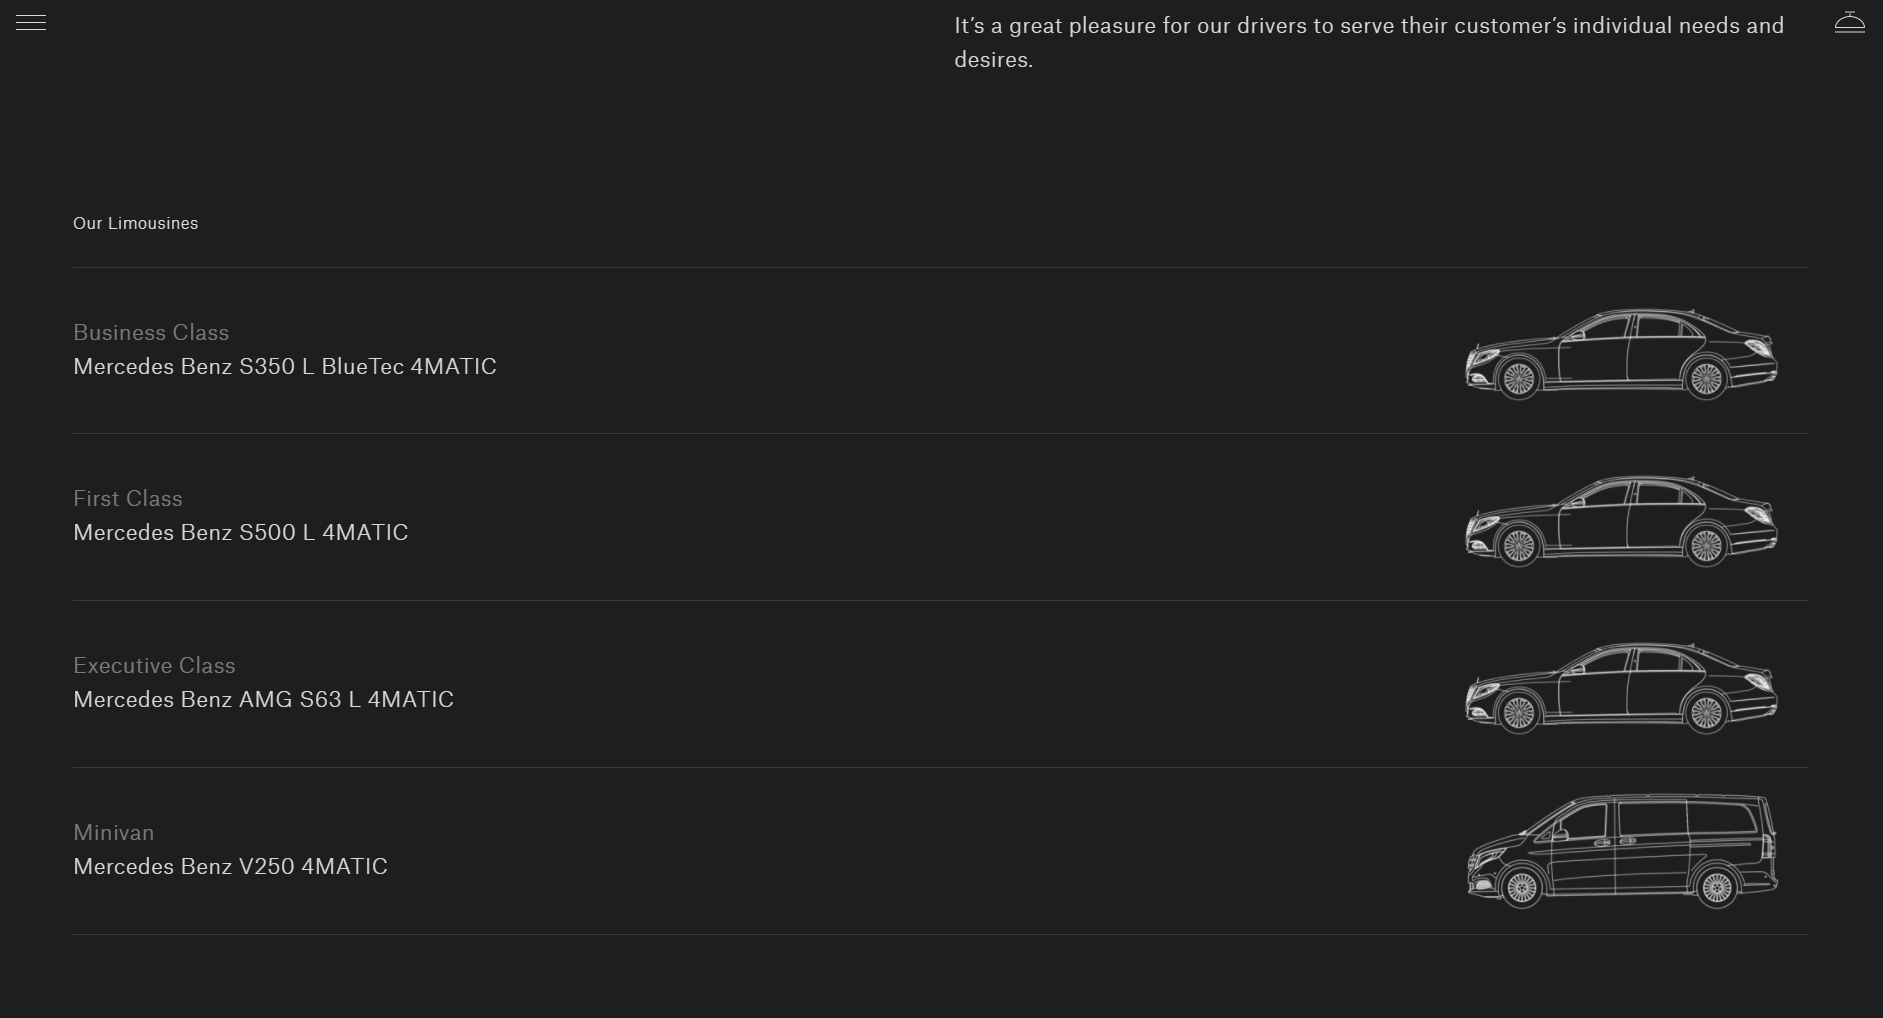 It’s a great pleasure for our drivers to serve their customer’s individual needs and
desires.
Our Limousines
Business Class
Mercedes Benz S350 L BlueTec 4MATIC
First Class
Mercedes Benz S500 L 4MATIC
Executive Class
Mercedes Benz AMG S63 L 4MATIC
Minivan
Mercedes Benz V250 4MATIC